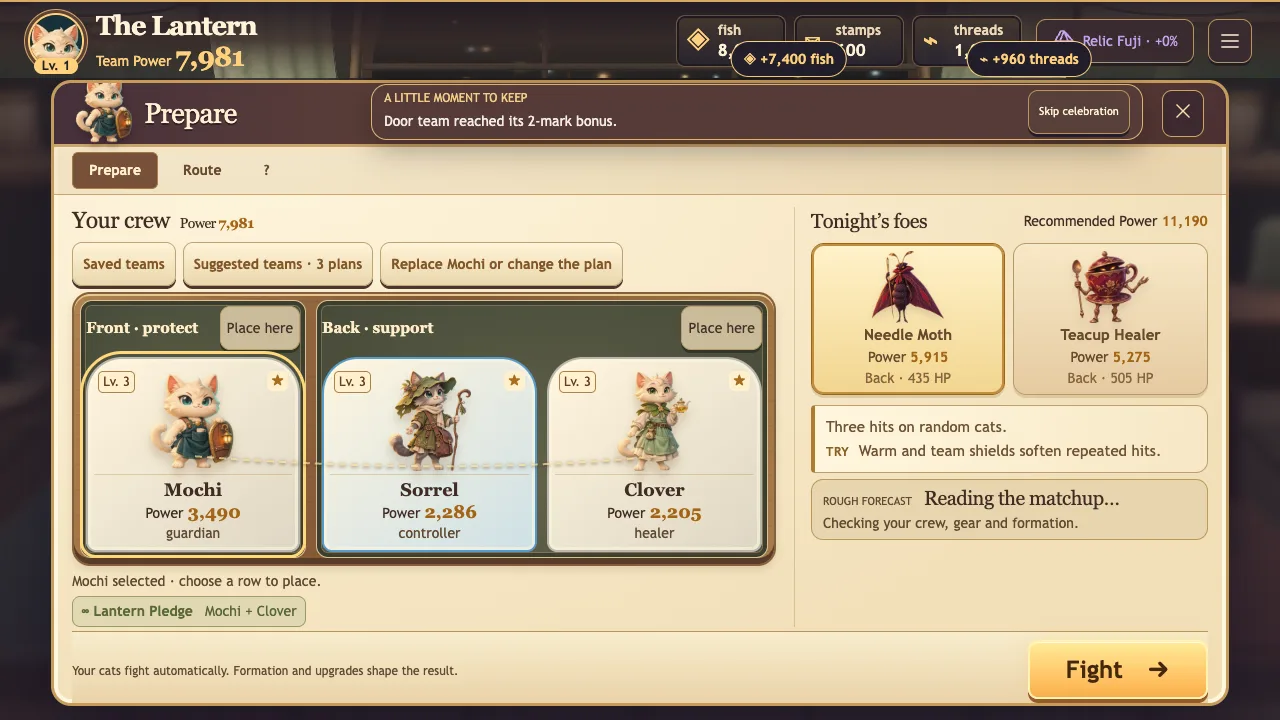 The Lantern
Team Power 7,981
Lv. 1
fish
8,
stamps
threads
1,
Relic Fuji · +0%
+7,400 fish
+960 threads
Prepare
A LITTLE MOMENT TO KEEP
Door team reached its 2-mark bonus.
Skip celebration
Prepare
Route
?
Your crew Power 7,981
Saved teams
Suggested teams · 3 plans
Replace Mochi or change the plan
Front · protect
Place here
Back · support
Place here
Lv. 3
Mochi
Power 3,490
guardian
Lv. 3
Sorrel
Power 2,286
controller
Lv. 3
Clover
Power 2,205
healer
Mochi selected · choose a row to place.
∞ Lantern Pledge Mochi + Clover
Tonight’s foes
Recommended Power 11,190
Needle Moth
Power 5,915
Back · 435 HP
Teacup Healer
Power 5,275
Back · 505 HP
Three hits on random cats.
TRY Warm and team shields soften repeated hits.
ROUGH FORECAST Reading the matchup…
Checking your crew, gear and formation.
Your cats fight automatically. Formation and upgrades shape the result.
Fight →